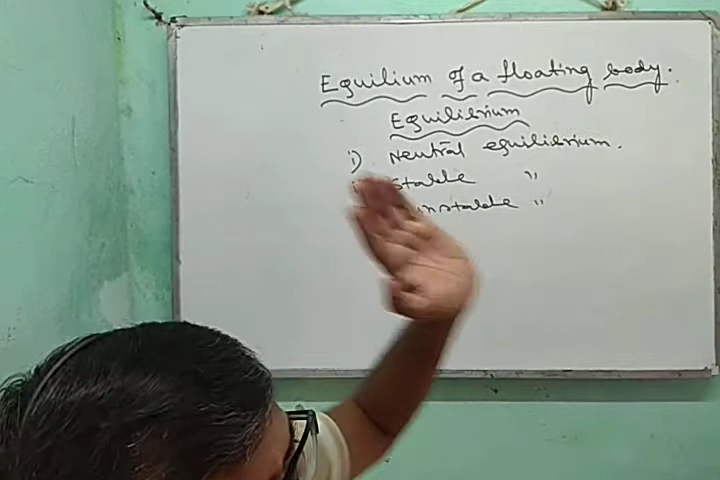 Equilium of a floating body.
Equilibrium
i) Neutral equilibrium.
Stable "
unstable "